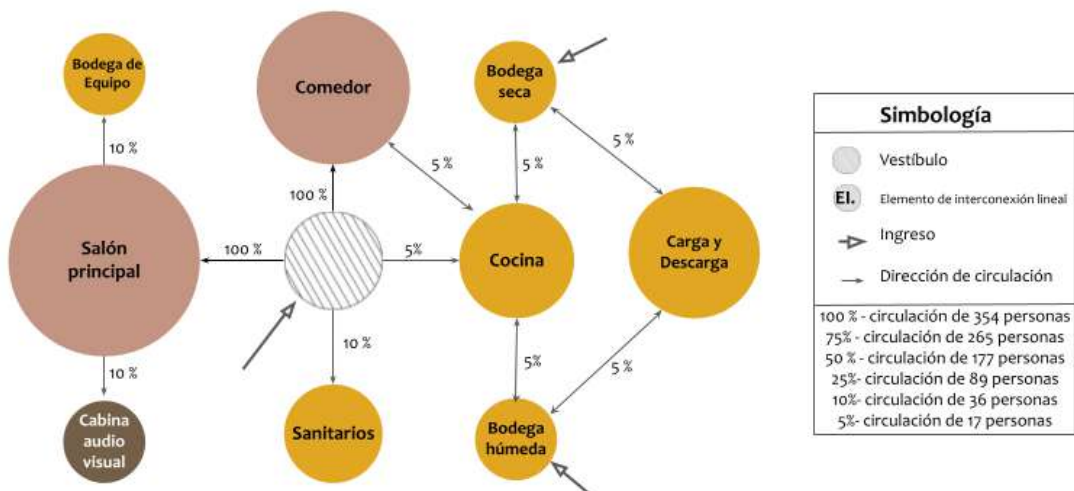 Bodega de
Equipo
10 %
Salón
principal
10 %
Cabina
audio
visual
Comedor
100 %
100 %
5%
10 %
Sanitarios
5 %
Bodega
seca
5 %
5 %
Cocina
Carga y
Descarga
5%
5 %
Bodega
húmeda
Simbología
Vestíbulo
EI.
Elemento de interconexión lineal
Ingreso
Dirección de circulación
100 % - circulación de 354 personas
75%- circulación de 265 personas
50 % - circulación de 177 personas
25%- circulación de 89 personas
10%- circulación de 36 personas
5%- circulación de 17 personas